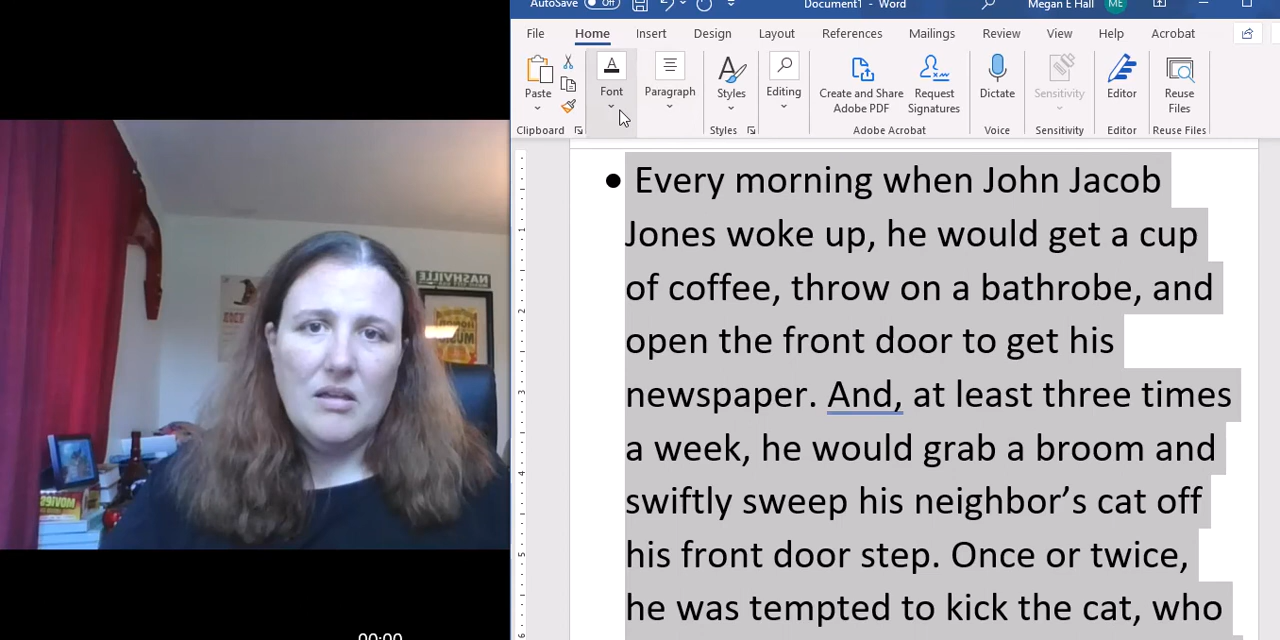 AutoSave Off Document1 - Word Megan E Hall ME
File Home Insert Design Layout References Mailings Review View Help Acrobat
Paste Font Paragraph Styles Editing Create and Share Adobe PDF Request Signatures Dictate Sensitivity Editor Reuse Files
Clipboard Styles Adobe Acrobat Voice Sensitivity Editor Reuse Files
• Every morning when John Jacob
Jones woke up, he would get a cup
of coffee, throw on a bathrobe, and
open the front door to get his
newspaper. And, at least three times
a week, he would grab a broom and
swiftly sweep his neighbor’s cat off
his front door step. Once or twice,
he was tempted to kick the cat, who
NASHVILLE
MUSIC
MOVIES
00:00